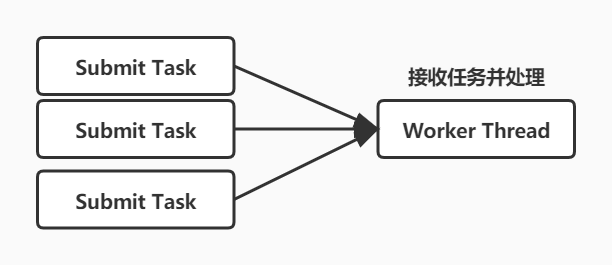 Submit Task
接收任务并处理
Submit Task
Worker Thread
Submit Task